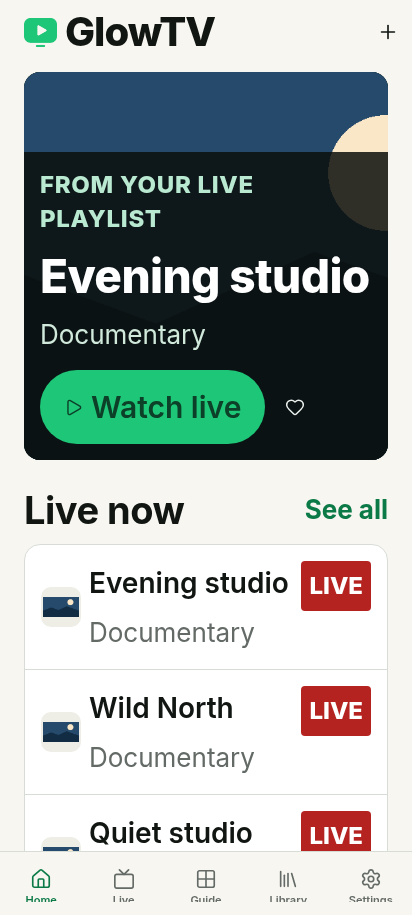 GlowTV
FROM YOUR LIVE
PLAYLIST
Evening studio
Documentary
Watch live
Live now
See all
Evening studio
LIVE
Documentary
Wild North
LIVE
Documentary
Quiet studio
LIVE
Home
Live
Guide
Library
Settings